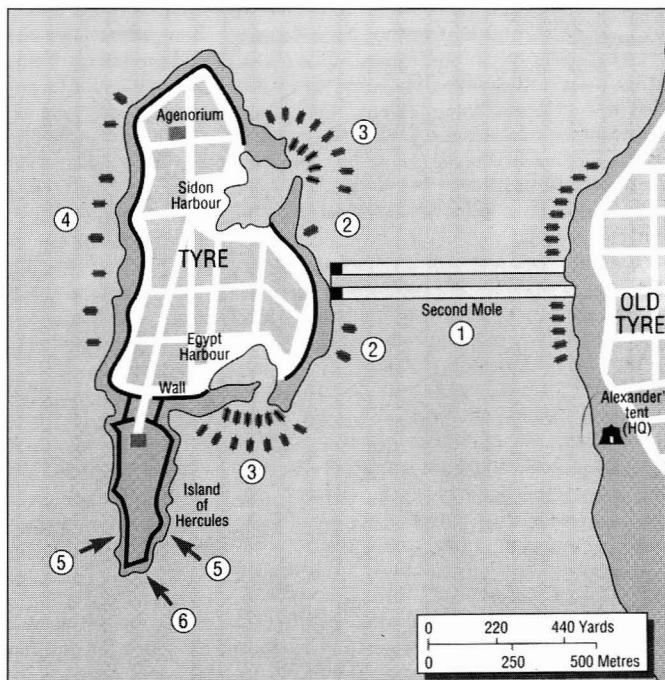 Agenorium
③
Sidon
Harbour
②
④
TYRE
Second Mole
①
OLD
TYRE
Egypt
Harbour
②
Wall
Alexander's
tent
(HQ)
③
Island
of
Hercules
⑤
⑤
⑥
0 220 440 Yards
0 250 500 Metres